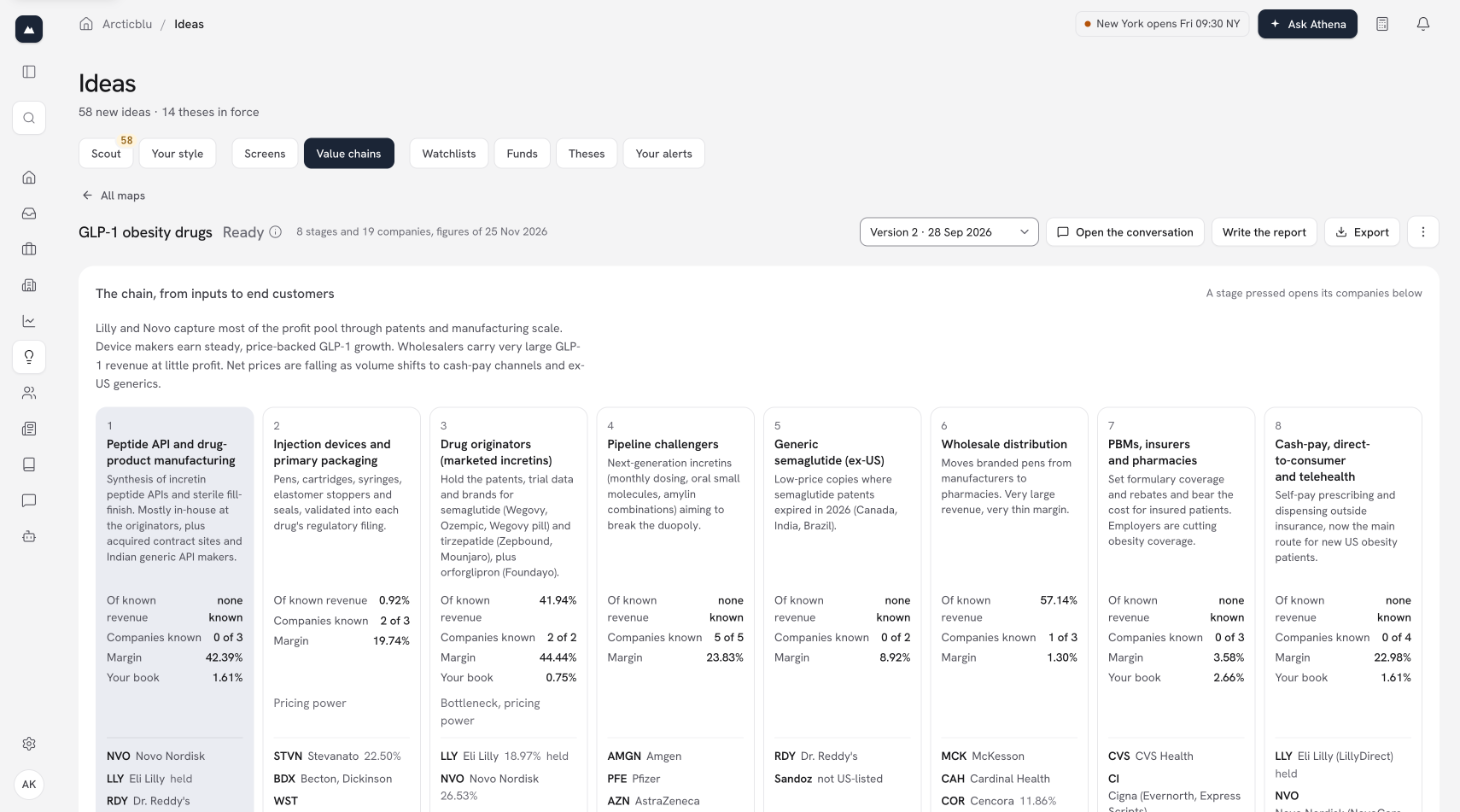 Arcticblu / Ideas
New York opens Fri 09:30 NY
Ask Athena
Ideas
58 new ideas · 14 theses in force
Scout 58
Your style
Screens
Value chains
Watchlists
Funds
Theses
Your alerts
All maps
GLP-1 obesity drugs Ready
8 stages and 19 companies, figures of 25 Nov 2026
Version 2 · 28 Sep 2026
Open the conversation
Write the report
Export
The chain, from inputs to end customers
A stage pressed opens its companies below
Lilly and Novo capture most of the profit pool through patents and manufacturing scale.
Device makers earn steady, price-backed GLP-1 growth. Wholesalers carry very large GLP-
1 revenue at little profit. Net prices are falling as volume shifts to cash-pay channels and ex-
US generics.
1
Peptide API and drug-
product manufacturing
Synthesis of incretin
peptide APIs and sterile fill-
finish. Mostly in-house at
the originators, plus
acquired contract sites and
Indian generic API makers.
Of known revenue none known
Companies known 0 of 3
Margin 42.39%
Your book 1.61%
NVO Novo Nordisk
LLY Eli Lilly held
RDY Dr. Reddy's
2
Injection devices and
primary packaging
Pens, cartridges, syringes,
elastomer stoppers and
seals, validated into each
drug's regulatory filing.
Of known revenue 0.92%
Companies known 2 of 3
Margin 19.74%
Pricing power
STVN Stevanato 22.50%
BDX Becton, Dickinson
WST
3
Drug originators
(marketed incretins)
Hold the patents, trial data
and brands for
semaglutide (Wegovy,
Ozempic, Wegovy pill) and
tirzepatide (Zepbound,
Mounjaro), plus
orforglipron (Foundayo).
Of known revenue 41.94%
Companies known 2 of 2
Margin 44.44%
Your book 0.75%
Bottleneck, pricing
power
LLY Eli Lilly 18.97% held
NVO Novo Nordisk
26.53%
4
Pipeline challengers
Next-generation incretins
(monthly dosing, oral small
molecules, amylin
combinations) aiming to
break the duopoly.
Of known revenue none known
Companies known 5 of 5
Margin 23.83%
AMGN Amgen
PFE Pfizer
AZN AstraZeneca
5
Generic
semaglutide (ex-US)
Low-price copies where
semaglutide patents
expired in 2026 (Canada,
India, Brazil).
Of known revenue none known
Companies known 0 of 2
Margin 8.92%
RDY Dr. Reddy's
Sandoz not US-listed
6
Wholesale distribution
Moves branded pens from
manufacturers to
pharmacies. Very large
revenue, very thin margin.
Of known revenue 57.14%
Companies known 1 of 3
Margin 1.30%
MCK McKesson
CAH Cardinal Health
COR Cencora 11.86%
7
PBMs, insurers
and pharmacies
Set formulary coverage
and rebates and bear the
cost for insured patients.
Employers are cutting
obesity coverage.
Of known revenue none known
Companies known 0 of 3
Margin 3.58%
Your book 2.66%
CVS CVS Health
CI
Cigna (Evernorth, Express
Scripts)
8
Cash-pay, direct-
to-consumer
and telehealth
Self-pay prescribing and
dispensing outside
insurance, now the main
route for new US obesity
patients.
Of known revenue none known
Companies known 0 of 4
Margin 22.98%
Your book 1.61%
LLY Eli Lilly (LillyDirect)
held
NVO
AK